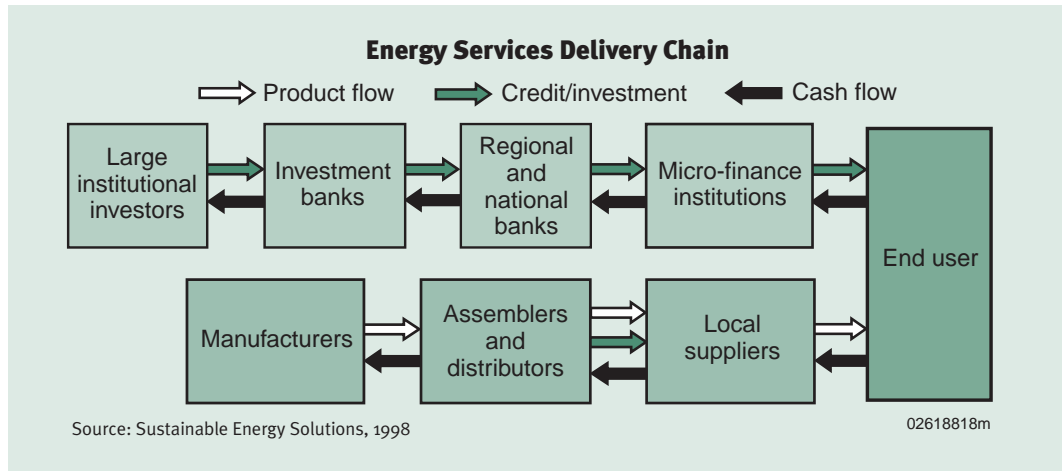 Energy Services Delivery Chain
Product flow
Credit/investment
Cash flow
Large
institutional
investors
Investment
banks
Regional
and
national
banks
Micro-finance
institutions
End user
Manufacturers
Assemblers
and
distributors
Local
suppliers
Source: Sustainable Energy Solutions, 1998
02618818m